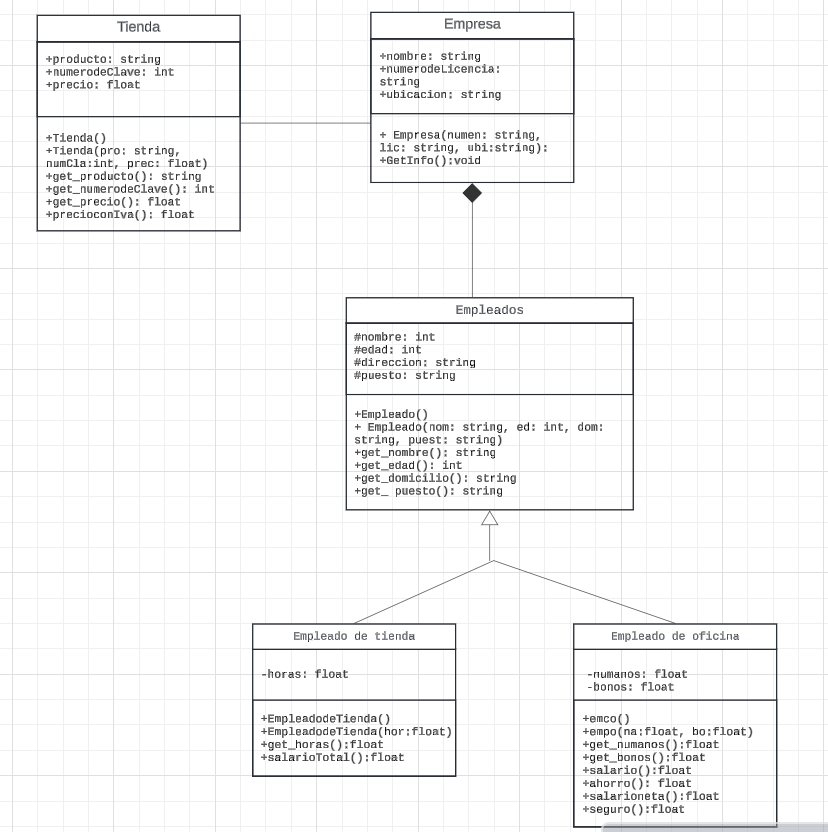 Tienda
+producto: string
+numerodeClave: int
+precio: float
+Tienda()
+Tienda(pro: string,
numCla:int, prec: float)
+get_producto(): string
+get_numerodeClave(): int
+get_precio(): float
+precioconIva(): float
Empresa
+nombre: string
+numerodeLicencia:
string
+ubicacion: string
+ Empresa(numen: string,
lic: string, ubi:string):
+GetInfo():void
Empleados
#nombre: int
#edad: int
#direccion: string
#puesto: string
+Empleado()
+ Empleado(nom: string, ed: int, dom:
string, puest: string)
+get_nombre(): string
+get_edad(): int
+get_domicilio(): string
+get_ puesto(): string
Empleado de tienda
-horas: float
+EmpleadodeTienda()
+EmpleadodeTienda(hor:float)
+get_horas():float
+salarioTotal():float
Empleado de oficina
-numanos: float
-bonos: float
+emco()
+empo(na:float, bo:float)
+get_numanos():float
+get_bonos():float
+salario():float
+ahorro(): float
+salarioneta():float
+seguro():float